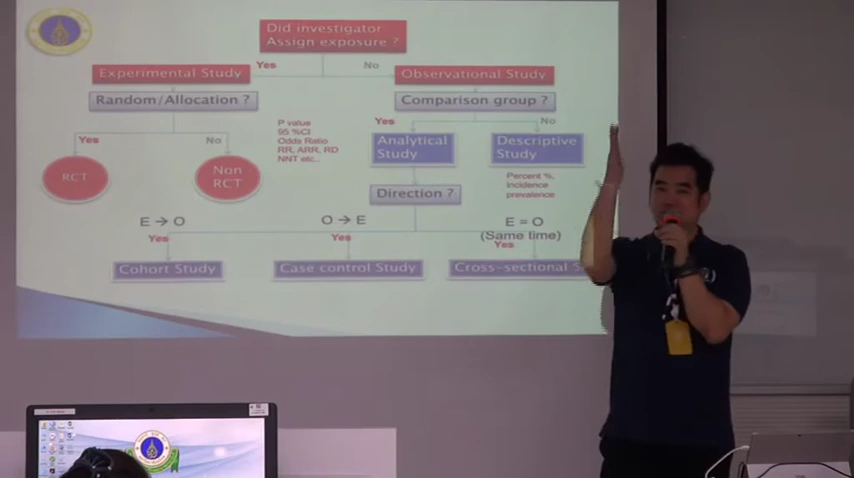 Did investigator
Assign exposure ?
Yes
No
Experimental Study
Observational Study
Random/Allocation ?
Comparison group ?
Yes
No
P value
95 %CI
Odds Ratio
RR, ARR, RD
NNT etc..
Yes
No
Analytical
Study
Descriptive
Study
RCT
Non
RCT
Percent %,
Incidence
prevalence
Direction ?
E → O
O → E
E = O
(Same time)
Yes
Yes
Yes
Cohort Study
Case control Study
Cross-sectional